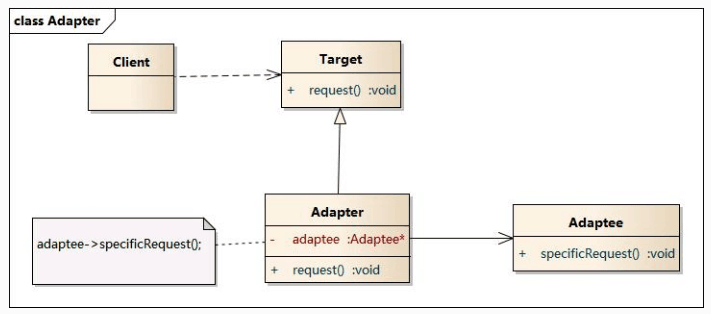 class Adapter
Client
Target
+ request() :void
Adapter
- adaptee :Adaptee*
+ request() :void
adaptee->specificRequest();
Adaptee
+ specificRequest() :void